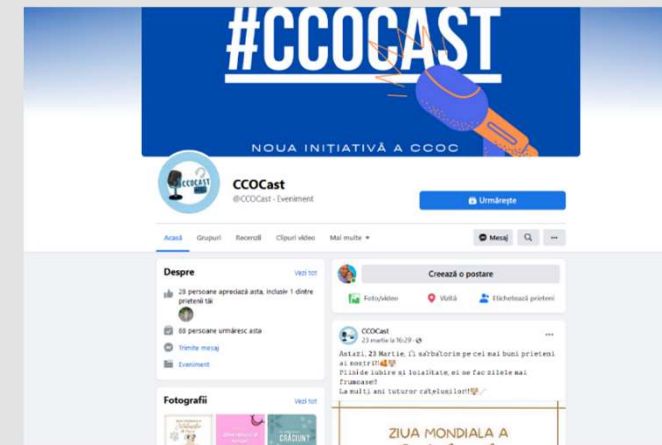 #CCOCAST
NOUA INIȚIATIVĂ A CCOC
CCOCAST
CCOCast
@CCOCast · Eveniment
Urmărește
Acasă Grupuri Recenzii Clipuri video Mai multe
Mesaj
Despre
Vezi tot
28 persoane apreciază asta, inclusiv 1 dintre
prietenii tăi
88 persoane urmăresc asta
Trimite mesaj
Eveniment
Fotografii
Vezi tot
CRĂCIUN?
Creează o postare
Foto/video Vizită Etichetează prieteni
CCOCast
23 martie la 16:29
Astazi, 23 Martie, îi sărbătorim pe cei mai buni prieteni
ai nostri!!
Plini de iubire și loialitate, ei ne fac zilele mai
frumoase!!
La multi ani tuturor cațelușilor!!
ZIUA MONDIALA A